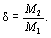 δ = M₂ / M₁.